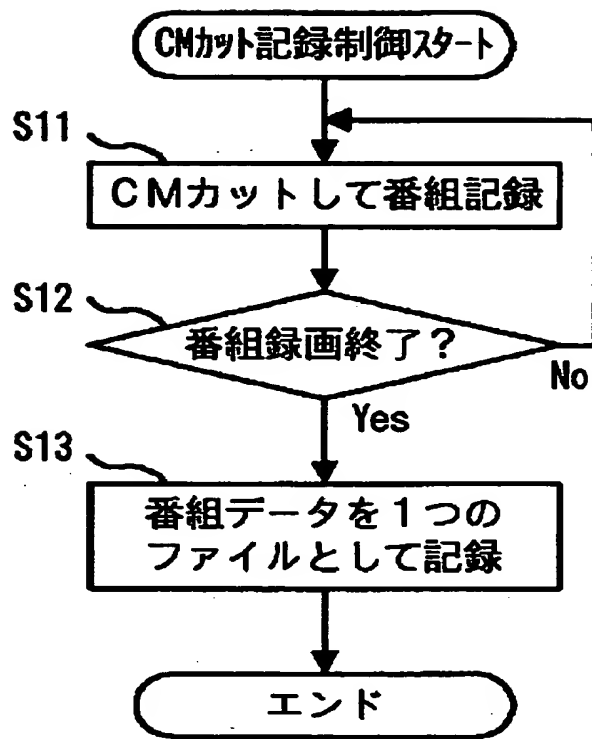 CMカット記録制御スタート
S11
CMカットして番組記録
S12
番組録画終了?
No
Yes
S13
番組データを1つの
ファイルとして記録
エンド